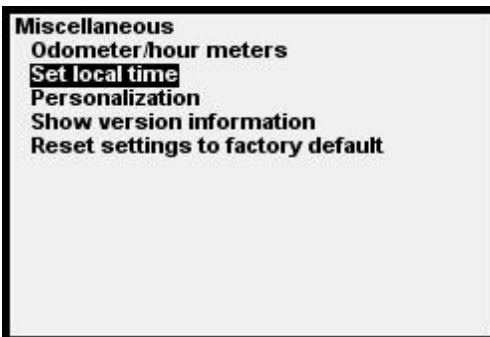 Miscellaneous
Odometer/hour meters
Set local time
Personalization
Show version information
Reset settings to factory default